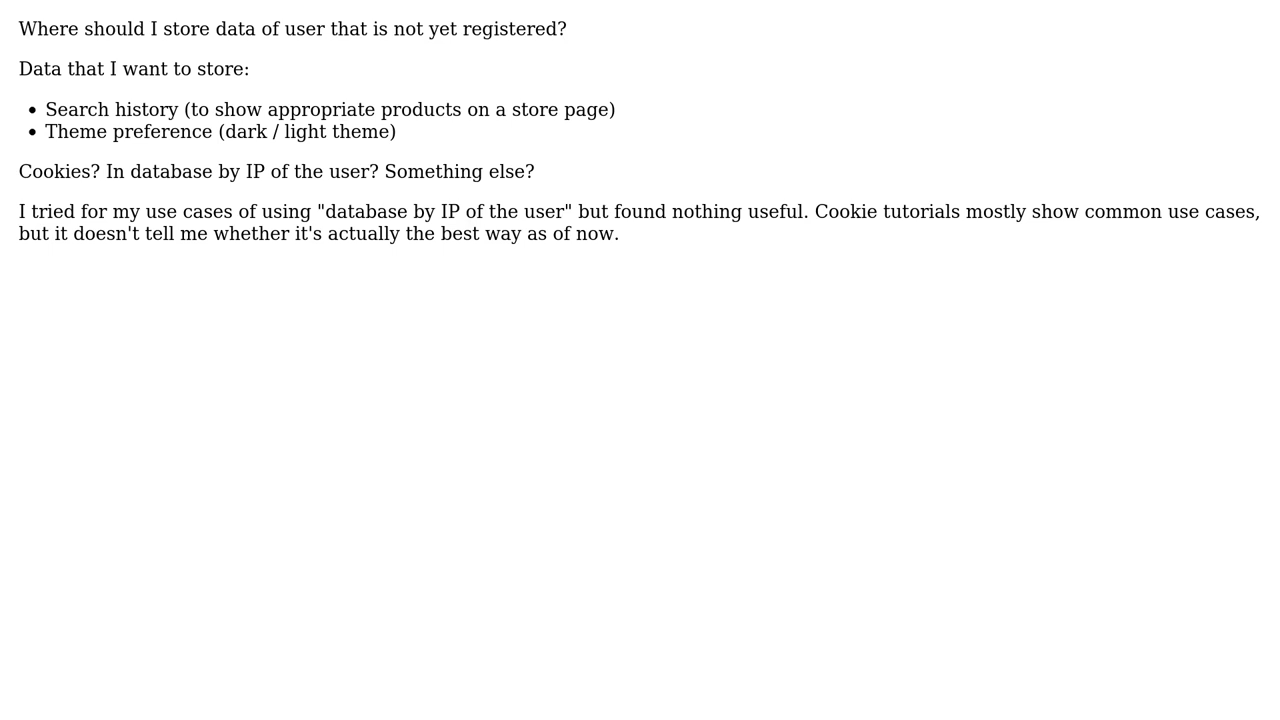 Where should I store data of user that is not yet registered?
Data that I want to store:
• Search history (to show appropriate products on a store page)
• Theme preference (dark / light theme)
Cookies? In database by IP of the user? Something else?
I tried for my use cases of using "database by IP of the user" but found nothing useful. Cookie tutorials mostly show common use cases,
but it doesn't tell me whether it's actually the best way as of now.